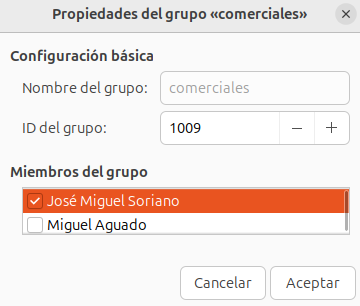 Propiedades del grupo «comerciales»
Configuración básica
Nombre del grupo: comerciales
ID del grupo: 1009
Miembros del grupo
José Miguel Soriano
Miguel Aguado
Cancelar Aceptar